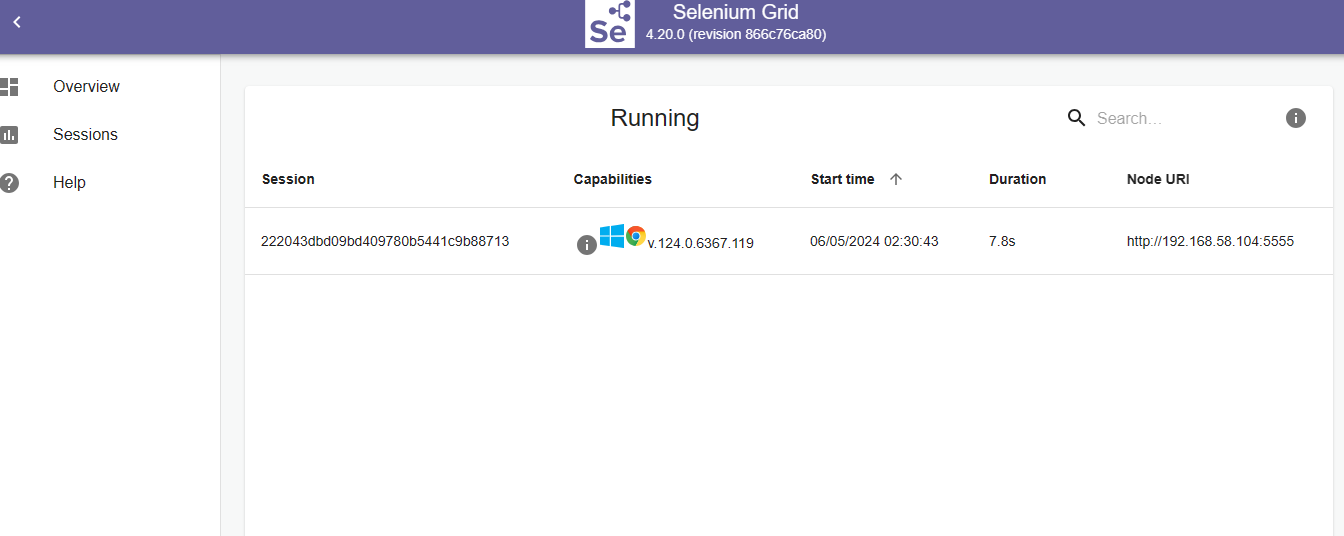 Se
Selenium Grid
4.20.0 (revision 866c76ca80)
Overview
Sessions
Help
Running
Search...
Session Capabilities Start time Duration Node URI
222043dbd09bd409780b5441c9b88713 v.124.0.6367.119 06/05/2024 02:30:43 7.8s http://192.168.58.104:5555